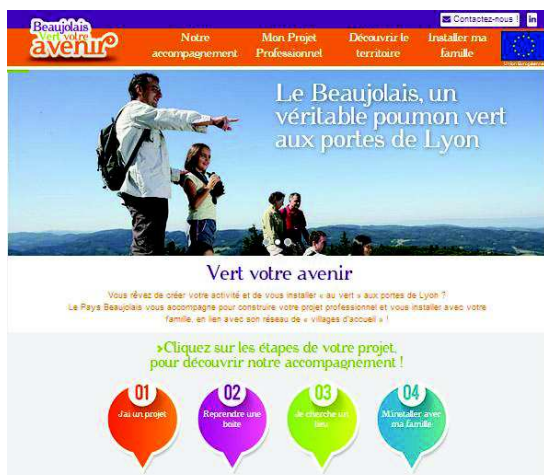 Contactez-nous !
in
Beaujolais
Vert votre
avenir
Notre
accompagnement
Mon Projet
Professionnel
Découvrir le
territoire
Installer ma
famille
Union Européenne
Le Beaujolais, un
véritable poumon vert
aux portes de Lyon
Vert votre avenir
Vous rêvez de créer votre activité et de vous installer « au vert » aux portes de Lyon ?
Le Pays Beaujolais vous accompagne pour construire votre projet professionnel et vous installer avec votre
famille, en lien avec son réseau de « villages d'accueil » !
>Cliquez sur les étapes de votre projet,
pour découvrir notre accompagnement !
01
J'ai un projet
02
Reprendre une
boite
03
Je cherche un
lieu
04
M'installer avec
ma famille